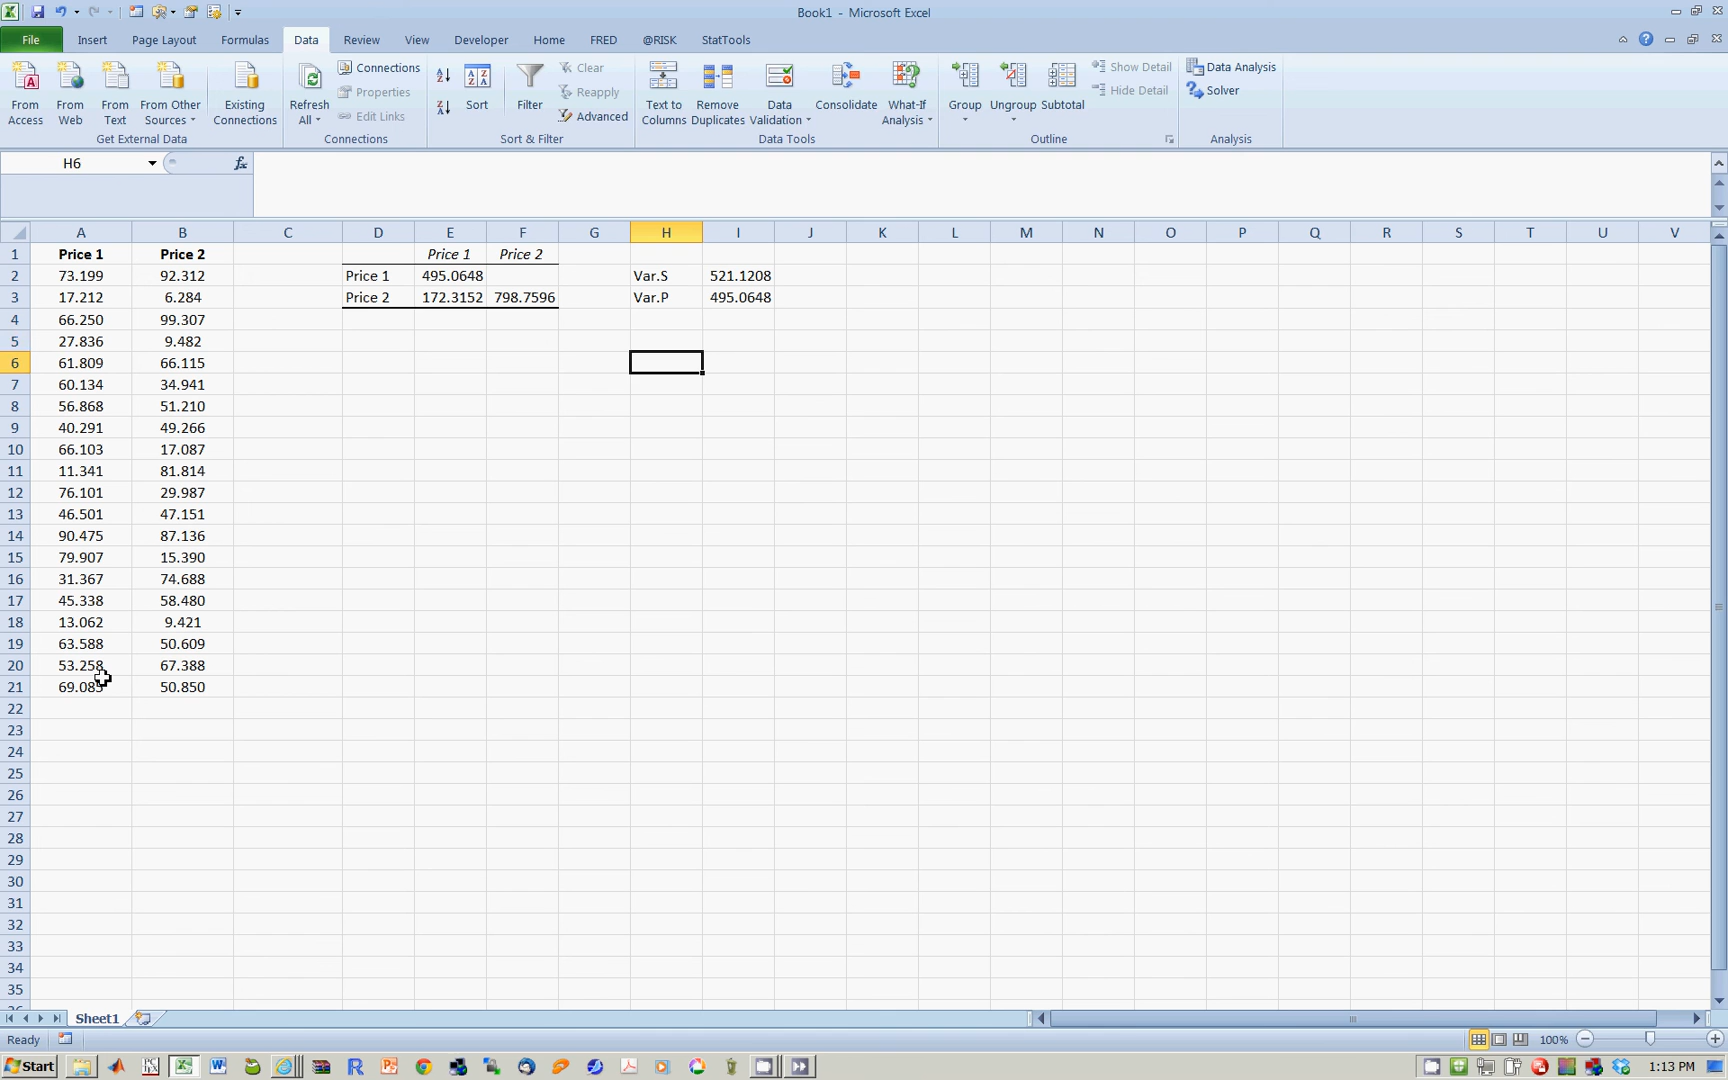 Book1 - Microsoft Excel
File Insert Page Layout Formulas Data Review View Developer Home FRED @RISK StatTools
From Access
From Web
From Text
From Other Sources
Get External Data
Existing Connections
Refresh All
Connections
Properties
Edit Links
Connections
Sort
Filter
Clear
Reapply
Advanced
Sort & Filter
Text to Columns
Remove Duplicates
Data Validation
Consolidate
What-If Analysis
Data Tools
Group
Ungroup
Subtotal
Show Detail
Hide Detail
Outline
Data Analysis
Solver
Analysis
H6 fx
A B C D E F G H I J K L M N O P Q R S T U V
1 Price 1 Price 2 Price 1 Price 2
2 73.199 92.312 Price 1 495.0648 Var.S 521.1208
3 17.212 6.284 Price 2 172.3152 798.7596 Var.P 495.0648
4 66.250 99.307
5 27.836 9.482
6 61.809 66.115
7 60.134 34.941
8 56.868 51.210
9 40.291 49.266
10 66.103 17.087
11 11.341 81.814
12 76.101 29.987
13 46.501 47.151
14 90.475 87.136
15 79.907 15.390
16 31.367 74.688
17 45.338 58.480
18 13.062 9.421
19 63.588 50.609
20 53.258 67.388
21 69.085 50.850
22
23
24
25
26
27
28
29
30
31
32
33
34
35
Sheet1
Ready 100%
Start 1:13 PM